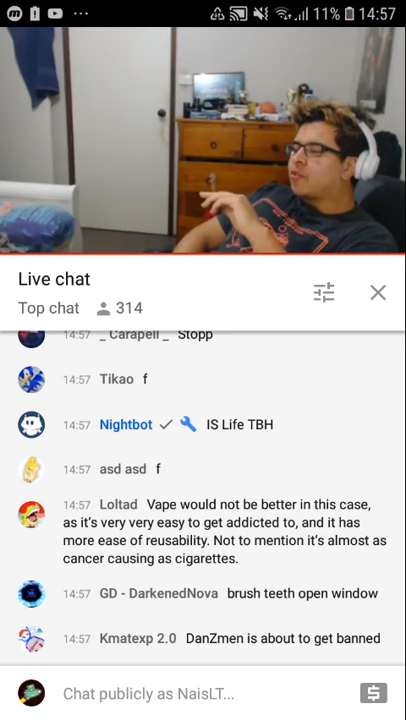 11% 14:57
Live chat
Top chat 314
_ Carapell _ Stopp
14:57 Tikao f
14:57 Nightbot IS Life TBH
14:57 asd asd f
14:57 Loltad Vape would not be better in this case,
as it's very very easy to get addicted to, and it has
more ease of reusability. Not to mention it's almost as
cancer causing as cigarettes.
14:57 GD - DarkenedNova brush teeth open window
14:57 Kmatexp 2.0 DanZmen is about to get banned
Chat publicly as NaisLT...